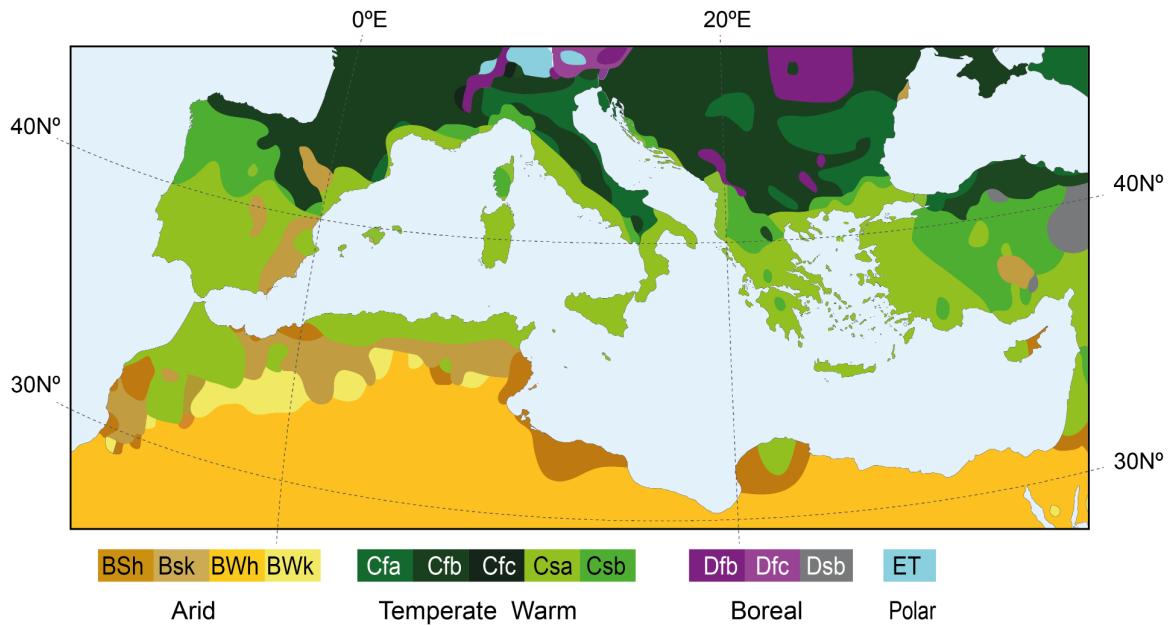 0ºE 20ºE
40Nº
40Nº
30Nº
30Nº
BSh Bsk BWh BWk Cfa Cfb Cfc Csa Csb Dfb Dfc Dsb ET
Arid Temperate Warm Boreal Polar